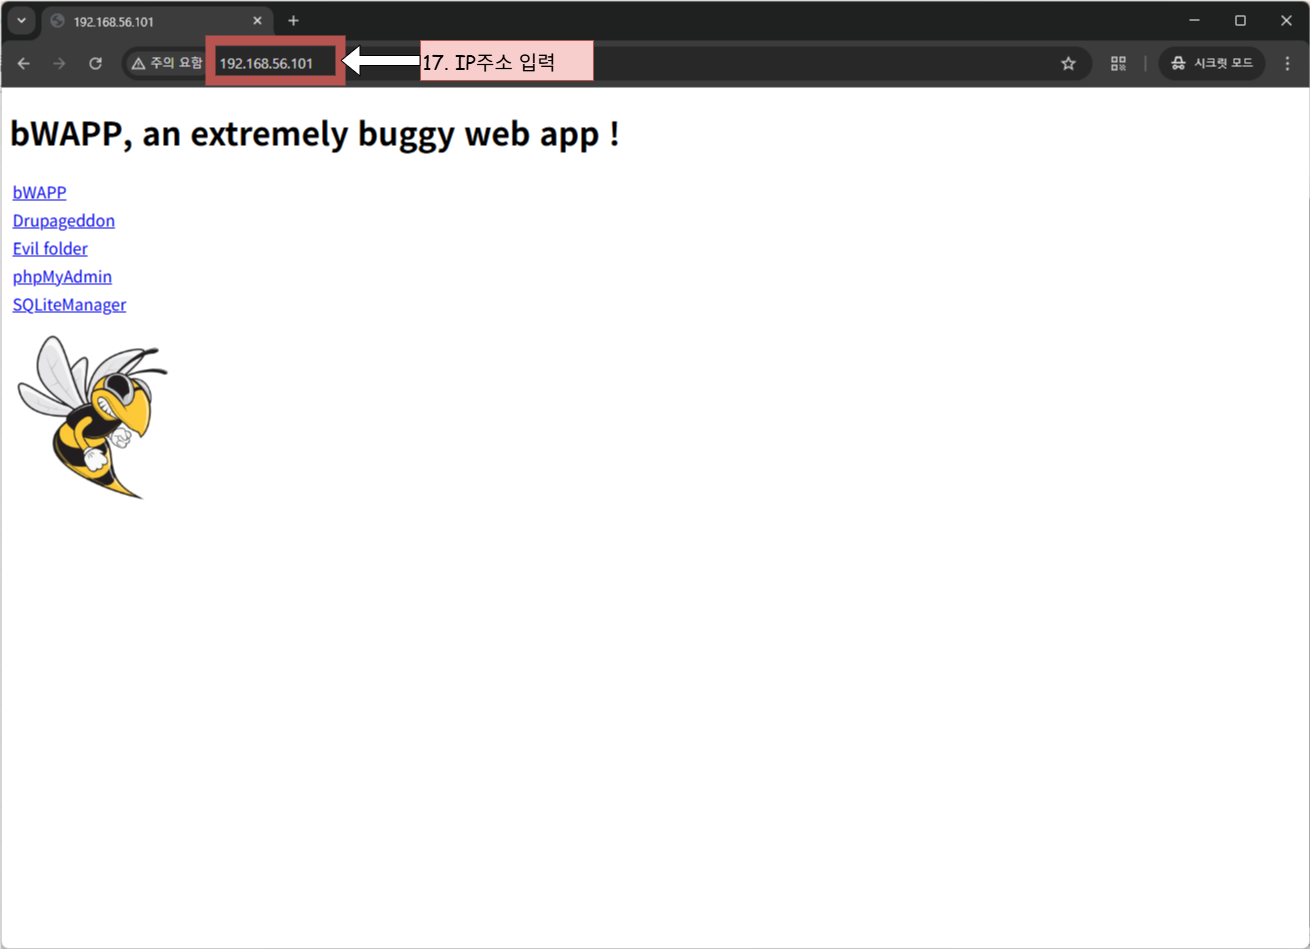 192.168.56.101
주의 요함 192.168.56.101 17. IP주소 입력 시크릿 모드
bWAPP, an extremely buggy web app !
bWAPP
Drupageddon
Evil folder
phpMyAdmin
SQLiteManager